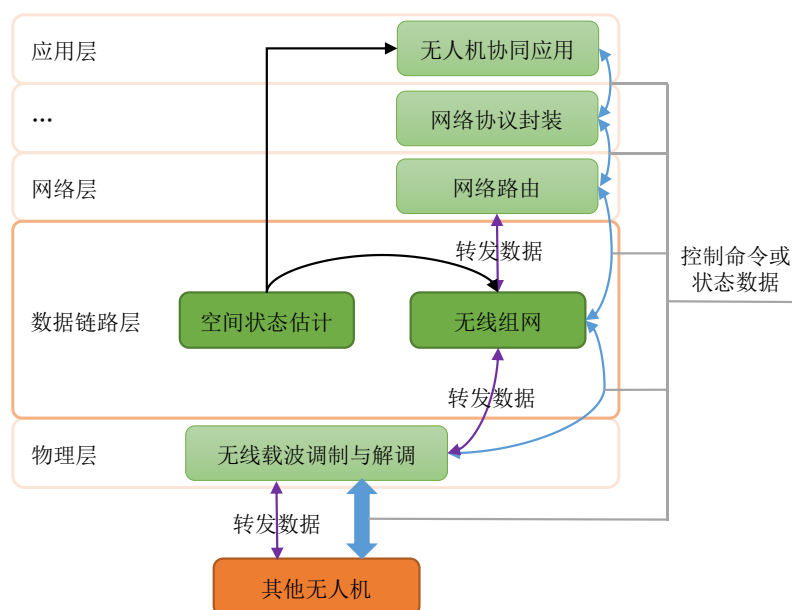 应用层
无人机协同应用
...
网络协议封装
网络层
网络路由
转发数据
控制命令或
状态数据
数据链路层
空间状态估计
无线组网
转发数据
物理层
无线载波调制与解调
转发数据
其他无人机